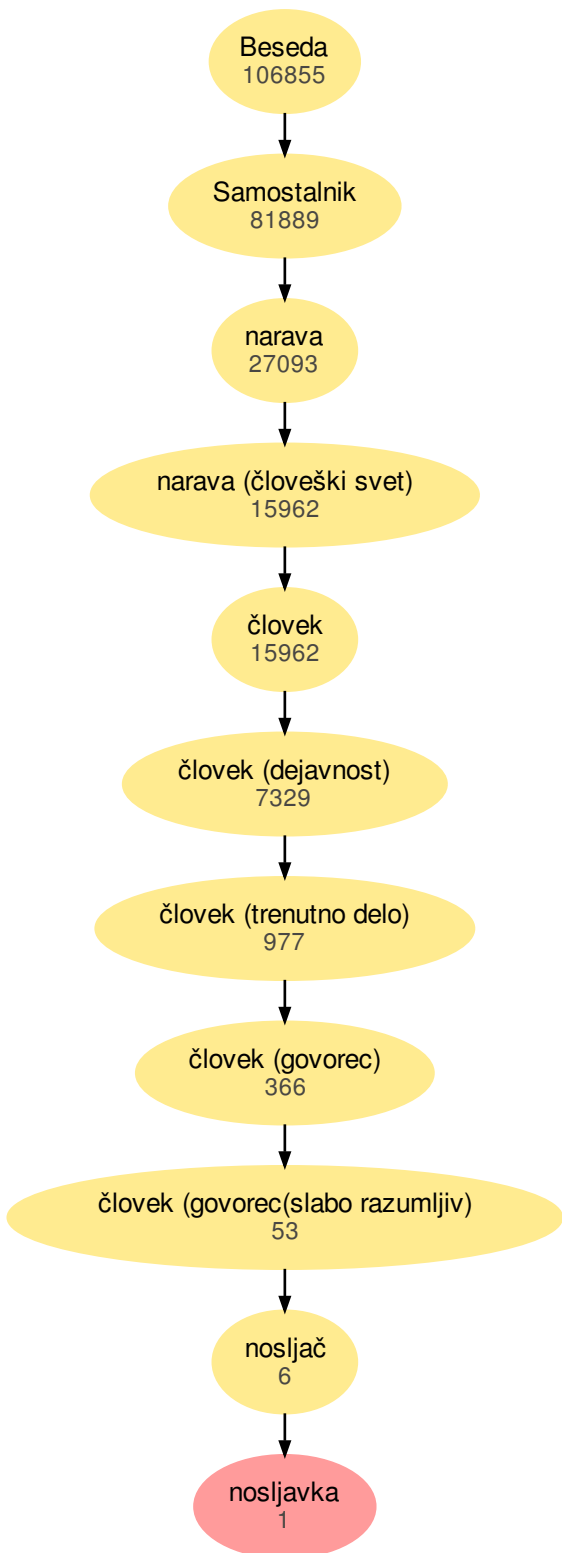 Beseda
106855
Samostalnik
81889
narava
27093
narava (človeški svet)
15962
človek
15962
človek (dejavnost)
7329
človek (trenutno delo)
977
človek (govorec)
366
človek (govorec(slabo razumljiv)
53
nosljač
6
nosljavka
1